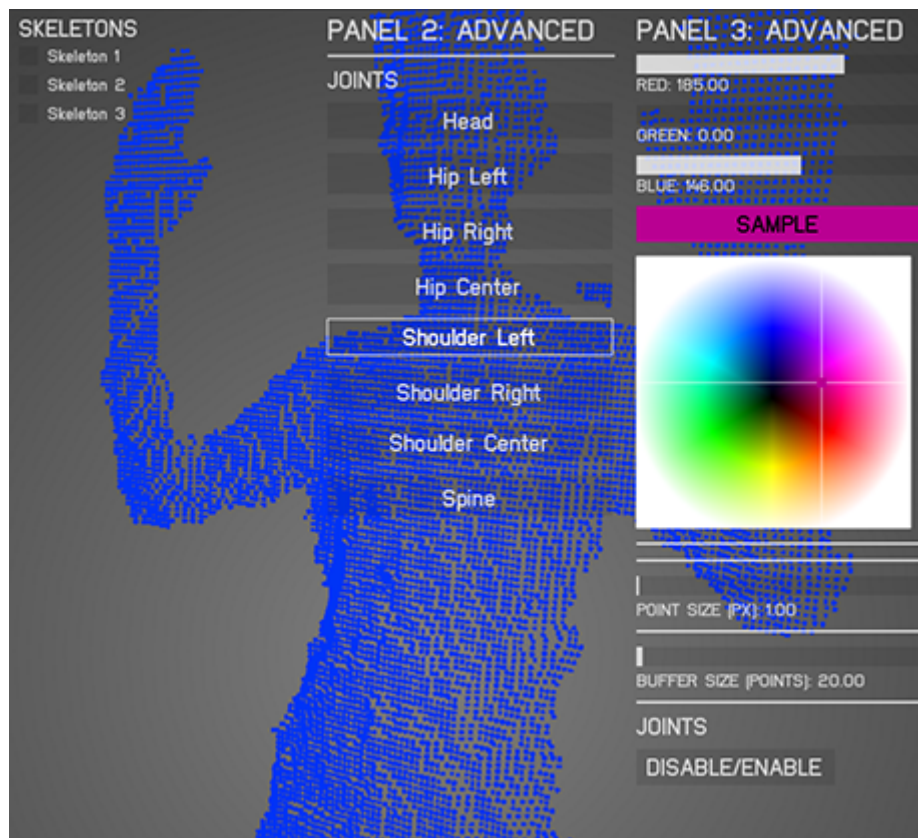 SKELETONS
Skeleton 1
Skeleton 2
Skeleton 3
PANEL 2: ADVANCED
JOINTS
Head
Hip Left
Hip Right
Hip Center
Shoulder Left
Shoulder Right
Shoulder Center
Spine
PANEL 3: ADVANCED
RED: 185.00
GREEN: 0.00
BLUE: 146.00
SAMPLE
POINT SIZE (PX): 1.00
BUFFER SIZE (POINTS): 20.00
JOINTS
DISABLE/ENABLE